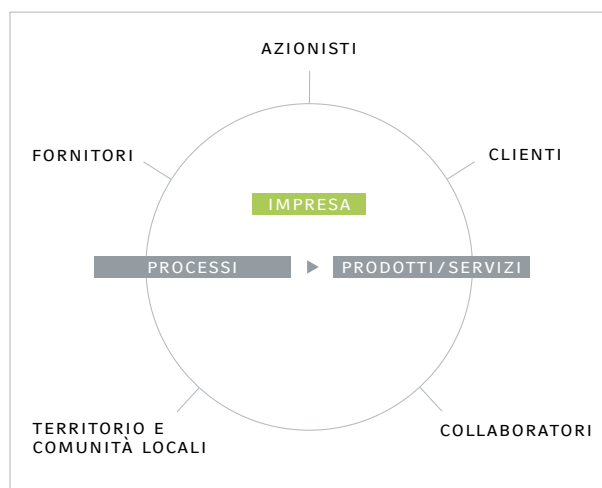 AZIONISTI
FORNITORI
CLIENTI
IMPRESA
PROCESSI
PRODOTTI/SERVIZI
TERRITORIO E
COMUNITÀ LOCALI
COLLABORATORI